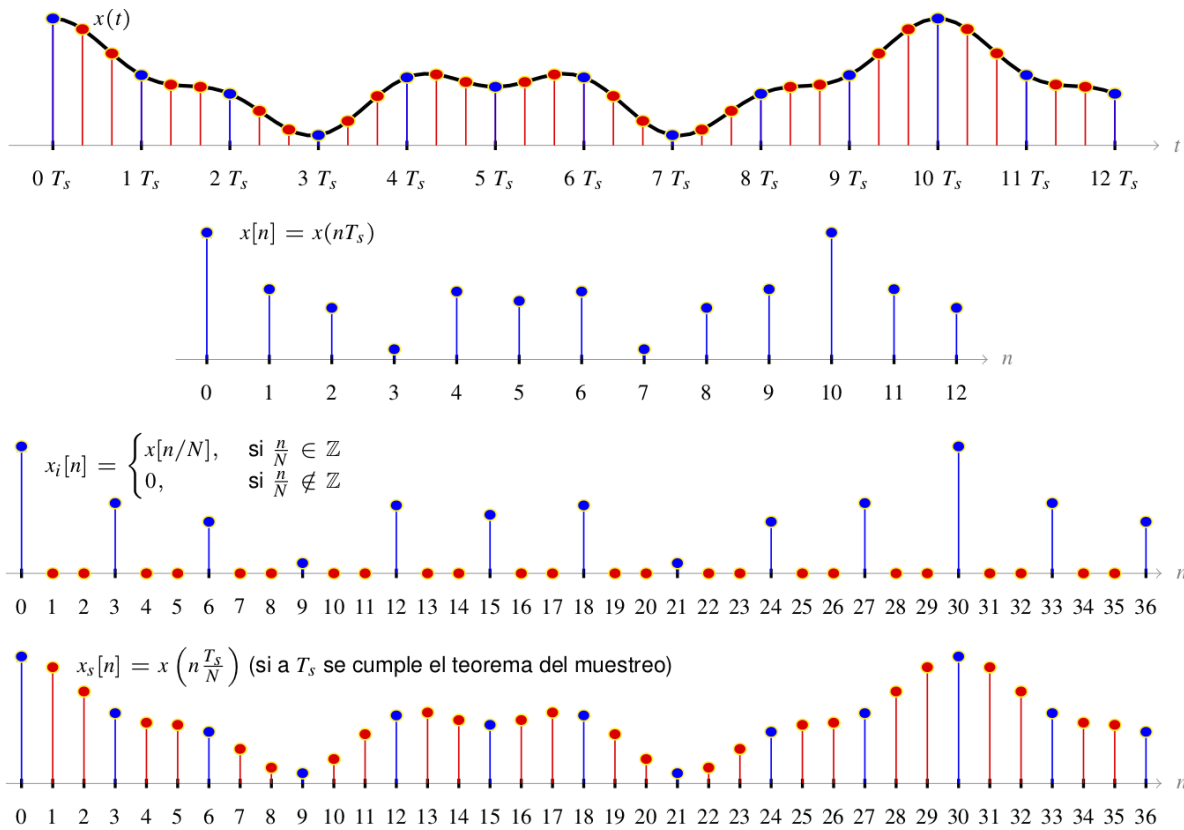 x(t)
t
0 T_s 1 T_s 2 T_s 3 T_s 4 T_s 5 T_s 6 T_s 7 T_s 8 T_s 9 T_s 10 T_s 11 T_s 12 T_s
x[n] = x(nT_s)
n
0 1 2 3 4 5 6 7 8 9 10 11 12
x_i[n] = { x[n/N], si n/N ∈ ℤ
0, si n/N ∉ ℤ
n
0 1 2 3 4 5 6 7 8 9 10 11 12 13 14 15 16 17 18 19 20 21 22 23 24 25 26 27 28 29 30 31 32 33 34 35 36
x_s[n] = x (n T_s/N) (si a T_s se cumple el teorema del muestreo)
n
0 1 2 3 4 5 6 7 8 9 10 11 12 13 14 15 16 17 18 19 20 21 22 23 24 25 26 27 28 29 30 31 32 33 34 35 36